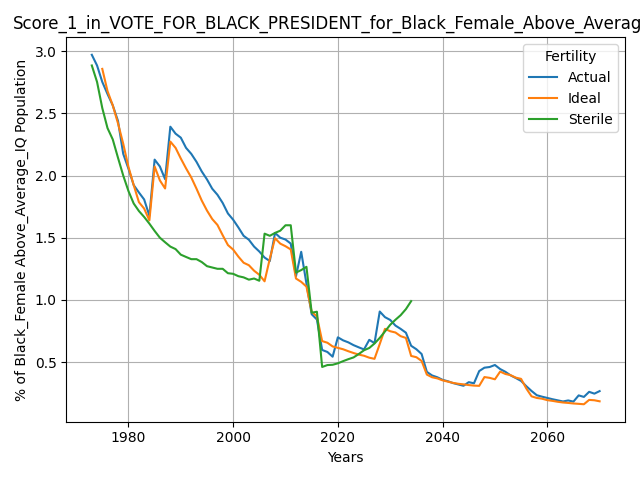 Score_1_in_VOTE_FOR_BLACK_PRESIDENT_for_Black_Female_Above_Averag
% of Black_Female Above_Average_IQ Population
3.0
2.5
2.0
1.5
1.0
0.5
Fertility
Actual
Ideal
Sterile
1980 2000 2020 2040 2060
Years